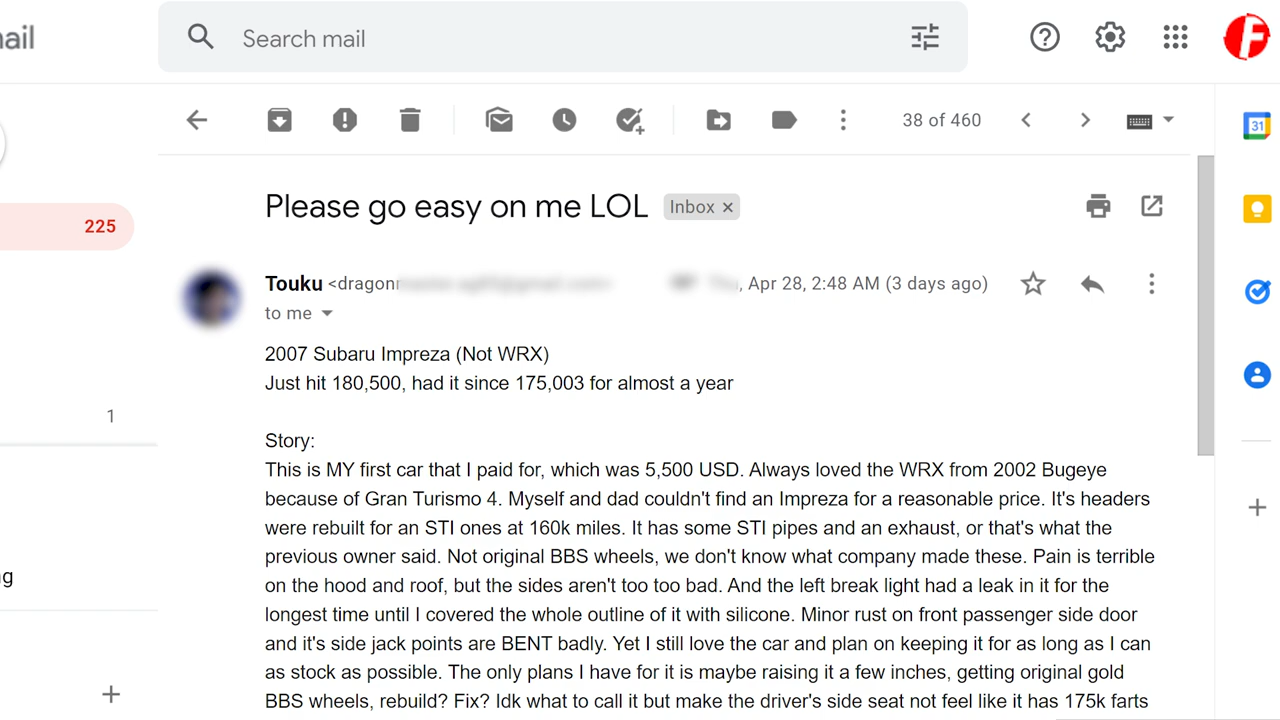 ail
Search mail
38 of 460
31
Please go easy on me LOL Inbox ×
225
Touku <dragon
, Apr 28, 2:48 AM (3 days ago)
to me
2007 Subaru Impreza (Not WRX)
Just hit 180,500, had it since 175,003 for almost a year
1
Story:
This is MY first car that I paid for, which was 5,500 USD. Always loved the WRX from 2002 Bugeye
because of Gran Turismo 4. Myself and dad couldn't find an Impreza for a reasonable price. It's headers
were rebuilt for an STI ones at 160k miles. It has some STI pipes and an exhaust, or that's what the
previous owner said. Not original BBS wheels, we don't know what company made these. Pain is terrible
on the hood and roof, but the sides aren't too too bad. And the left break light had a leak in it for the
longest time until I covered the whole outline of it with silicone. Minor rust on front passenger side door
and it's side jack points are BENT badly. Yet I still love the car and plan on keeping it for as long as I can
as stock as possible. The only plans I have for it is maybe raising it a few inches, getting original gold
BBS wheels, rebuild? Fix? Idk what to call it but make the driver's side seat not feel like it has 175k farts
g